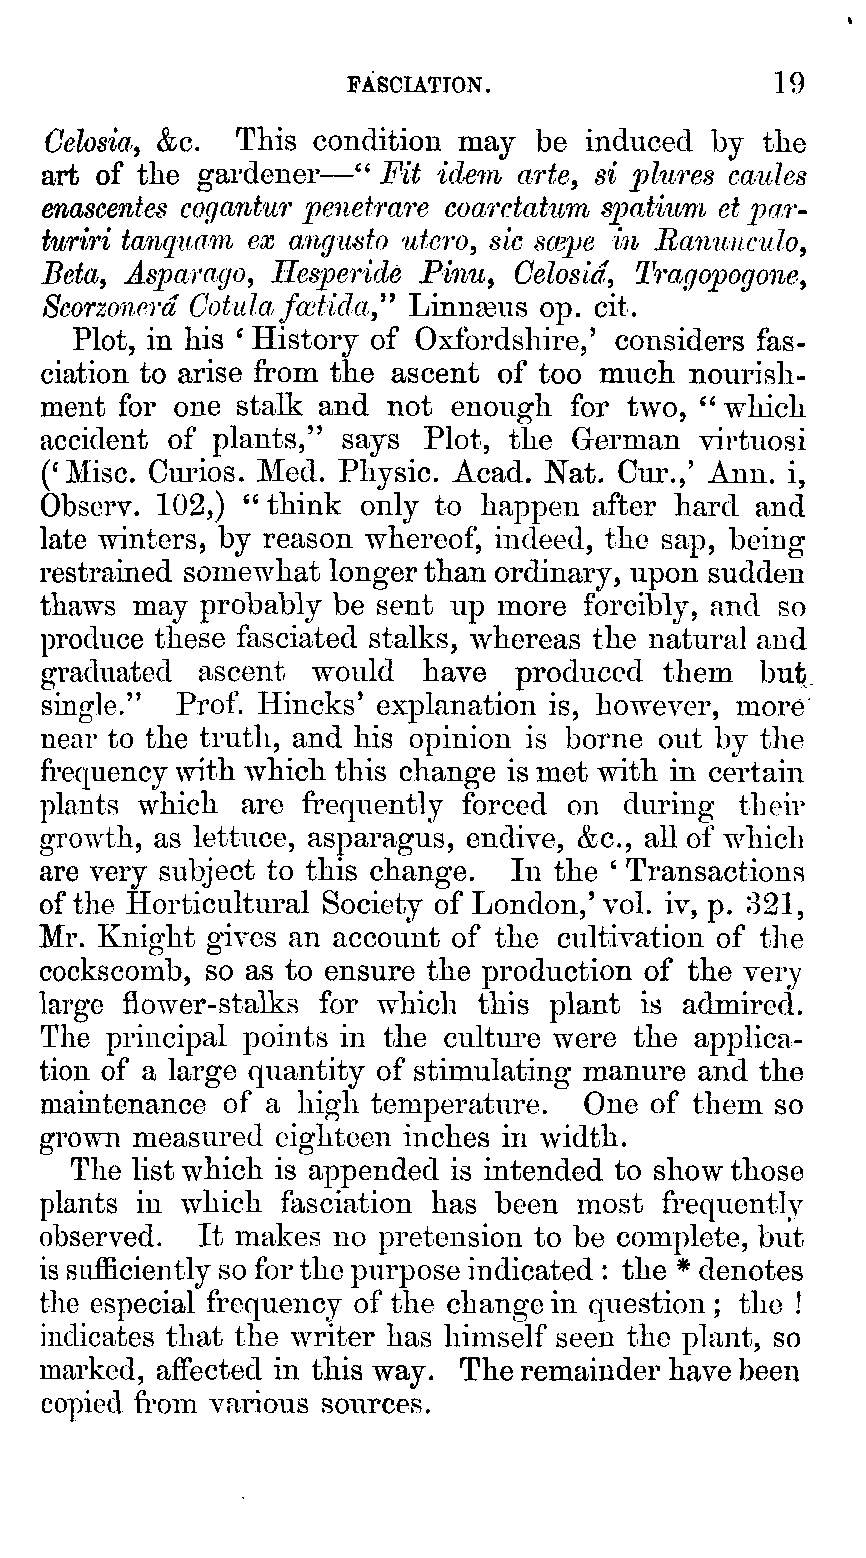 FASCIATION. 19
Celosia, &c. This condition may be induced by the
art of the gardener—“ Fit idem arte, si plures caules
enascentes cogantur penetrare coarctatum spatium et par-
turiri tanquam ex angusto utero, sic sæpe in Ranunculo,
Beta, Asparago, Hesperide Pinu, Celosiá, Tragopogone,
Scorzonerá Cotula fœtida,” Linnæus op. cit.
Plot, in his ‘ History of Oxfordshire,’ considers fas-
ciation to arise from the ascent of too much nourish-
ment for one stalk and not enough for two, “ which
accident of plants,” says Plot, the German virtuosi
(‘ Misc. Curios. Med. Physic. Acad. Nat. Cur.,’ Ann. i,
Observ. 102,) “ think only to happen after hard and
late winters, by reason whereof, indeed, the sap, being
restrained somewhat longer than ordinary, upon sudden
thaws may probably be sent up more forcibly, and so
produce these fasciated stalks, whereas the natural and
graduated ascent would have produced them but
single.” Prof. Hincks’ explanation is, however, more
near to the truth, and his opinion is borne out by the
frequency with which this change is met with in certain
plants which are frequently forced on during their
growth, as lettuce, asparagus, endive, &c., all of which
are very subject to this change. In the ‘ Transactions
of the Horticultural Society of London,’ vol. iv, p. 321,
Mr. Knight gives an account of the cultivation of the
cockscomb, so as to ensure the production of the very
large flower-stalks for which this plant is admired.
The principal points in the culture were the applica-
tion of a large quantity of stimulating manure and the
maintenance of a high temperature. One of them so
grown measured eighteen inches in width.
The list which is appended is intended to show those
plants in which fasciation has been most frequently
observed. It makes no pretension to be complete, but
is sufficiently so for the purpose indicated : the * denotes
the especial frequency of the change in question ; the !
indicates that the writer has himself seen the plant, so
marked, affected in this way. The remainder have been
copied from various sources.